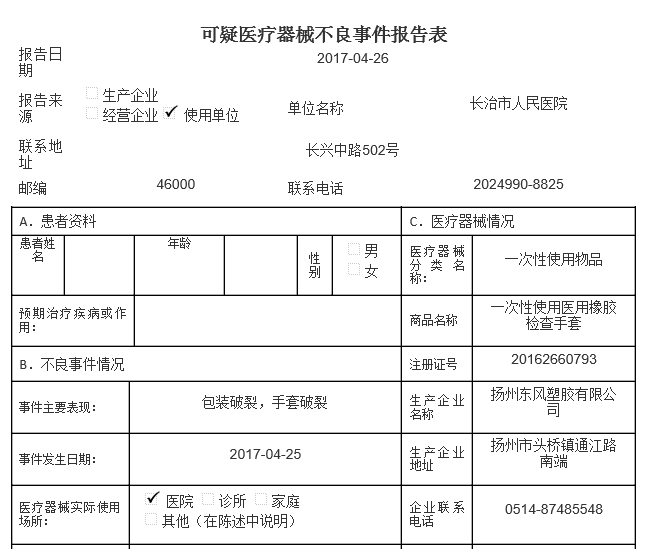 可疑医疗器械不良事件报告表
报告日期
2017-04-26
报告来源
生产企业
经营企业 使用单位
单位名称
长治市人民医院
联系地址
长兴中路502号
邮编
46000
联系电话
2024990-8825
A. 患者资料
C. 医疗器械情况
患者姓名
年龄
性别
男
女
医疗器械分类名称:
一次性使用物品
预期治疗疾病或作用:
商品名称
一次性使用医用橡胶检查手套
B. 不良事件情况
注册证号
20162660793
事件主要表现:
包装破裂，手套破裂
生产企业名称
扬州东风塑胶有限公司
事件发生日期:
2017-04-25
生产企业地址
扬州市头桥镇通江路南端
医疗器械实际使用场所:
医院 诊所 家庭
其他（在陈述中说明）
企业联系电话
0514-87485548